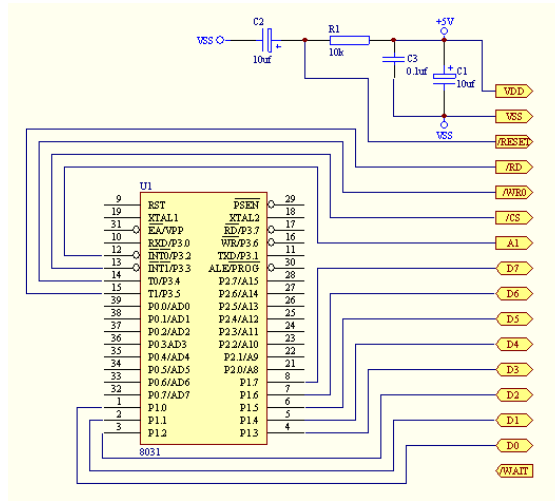 C2
VSS
10uf
R1
10k
+5V
C3
0.1uf
C1
10uf
VSS
VDD
VSS
/RESET
/RD
/WR0
/CS
A1
D7
D6
D5
D4
D3
D2
D1
D0
/WAIT
U1
9 RST PSEN 29
19 XTAL1 XTAL2 18
31 EA/VPP RD/P3.7 17
10 RXD/P3.0 WR/P3.6 16
12 INT0/P3.2 TXD/P3.1 11
13 INT1/P3.3 ALE/PROG 30
14 T0/P3.4 P2.7/A15 28
15 T1/P3.5 P2.6/A14 27
39 P0.0/AD0 P2.5/A13 26
38 P0.1/AD1 P2.4/A12 25
37 P0.2/AD2 P2.3/A11 24
36 P0.3AD3 P2.2/A10 23
35 P0.4/AD4 P2.1/A9 22
34 P0.5/AD5 P2.0/A8 21
33 P0.6/AD6 P1.7 8
32 P0.7/AD7 P1.6 7
1 P1.0 P1.5 6
2 P1.1 P1.4 5
3 P1.2 P1.3 4
8031